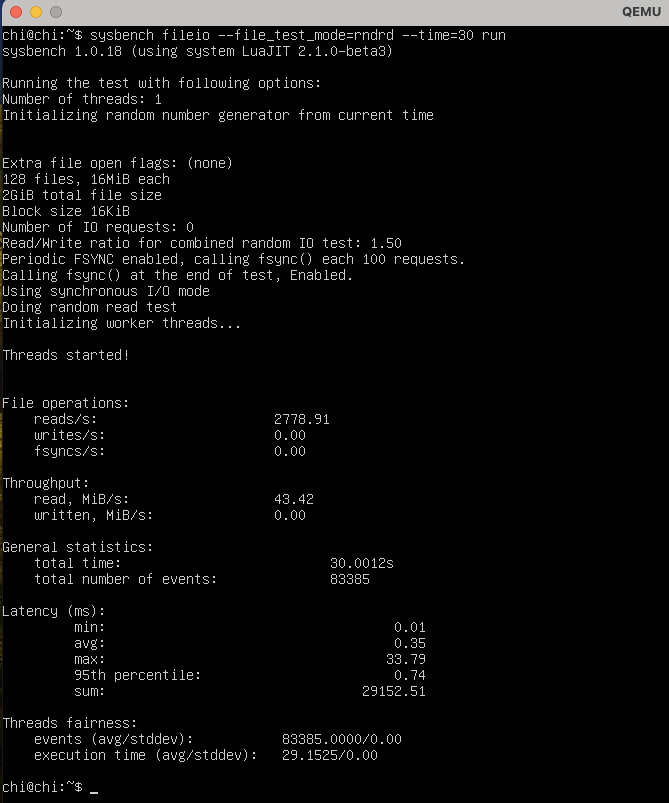 QEMU
chi@chi:~$ sysbench fileio --file_test_mode=rndrd --time=30 run
sysbench 1.0.18 (using system LuaJIT 2.1.0-beta3)
Running the test with following options:
Number of threads: 1
Initializing random number generator from current time
Extra file open flags: (none)
128 files, 16MiB each
2GiB total file size
Block size 16KiB
Number of IO requests: 0
Read/Write ratio for combined random IO test: 1.50
Periodic FSYNC enabled, calling fsync() each 100 requests.
Calling fsync() at the end of test, Enabled.
Using synchronous I/O mode
Doing random read test
Initializing worker threads...
Threads started!
File operations:
    reads/s:                      2778.91
    writes/s:                     0.00
    fsyncs/s:                     0.00
Throughput:
    read, MiB/s:                  43.42
    written, MiB/s:               0.00
General statistics:
    total time:                          30.0012s
    total number of events:              83385
Latency (ms):
         min:                                    0.01
         avg:                                    0.35
         max:                                   33.79
         95th percentile:                        0.74
         sum:                                29152.51
Threads fairness:
    events (avg/stddev):           83385.0000/0.00
    execution time (avg/stddev):   29.1525/0.00
chi@chi:~$ _